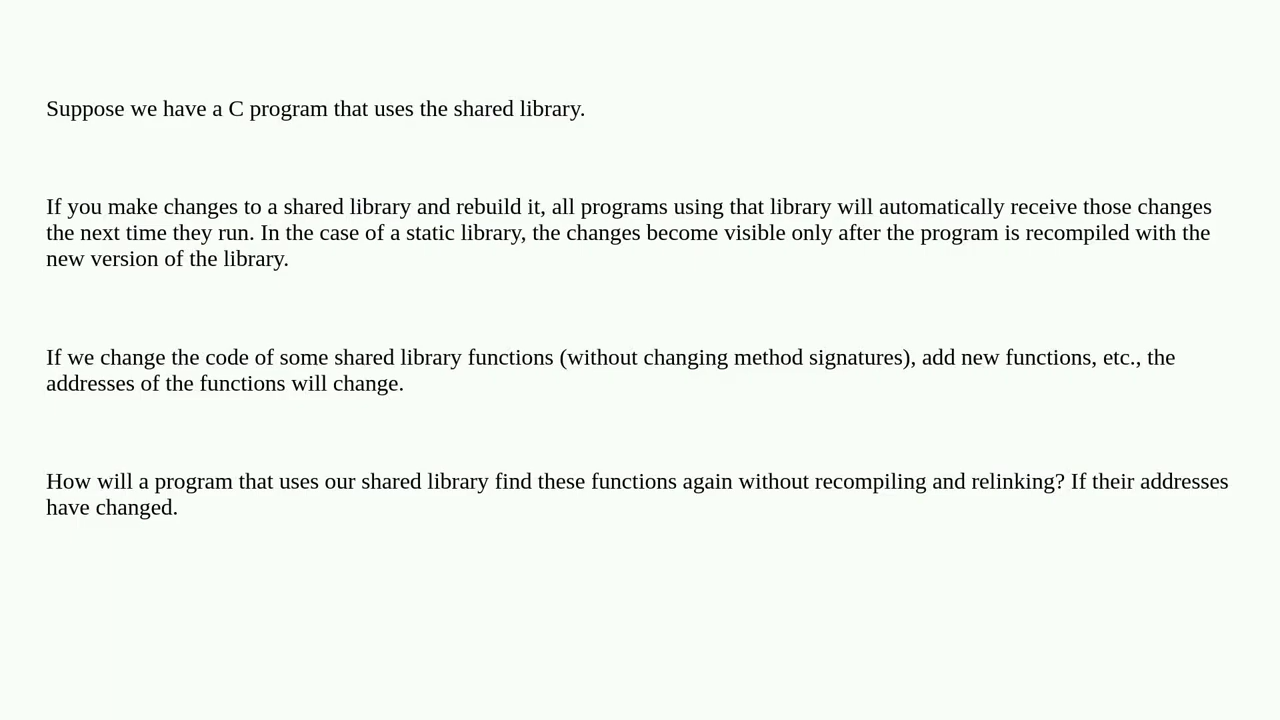 Suppose we have a C program that uses the shared library.
If you make changes to a shared library and rebuild it, all programs using that library will automatically receive those changes
the next time they run. In the case of a static library, the changes become visible only after the program is recompiled with the
new version of the library.
If we change the code of some shared library functions (without changing method signatures), add new functions, etc., the
addresses of the functions will change.
How will a program that uses our shared library find these functions again without recompiling and relinking? If their addresses
have changed.